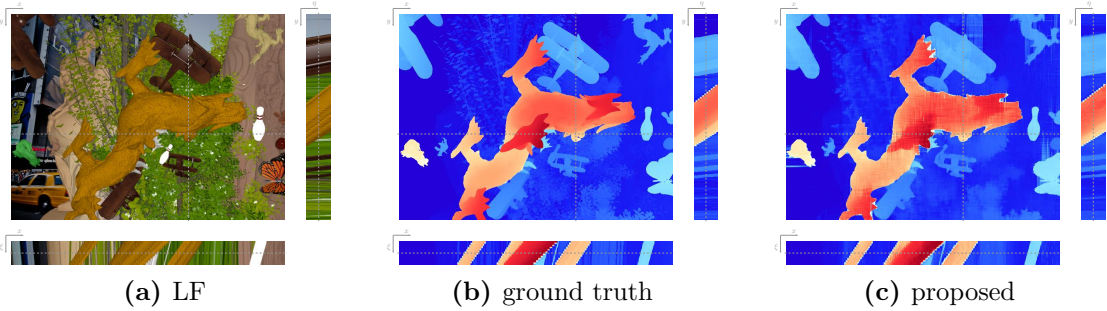 x η x η x η
y y y y y y
ξ ξ ξ
x x x
(a) LF (b) ground truth (c) proposed